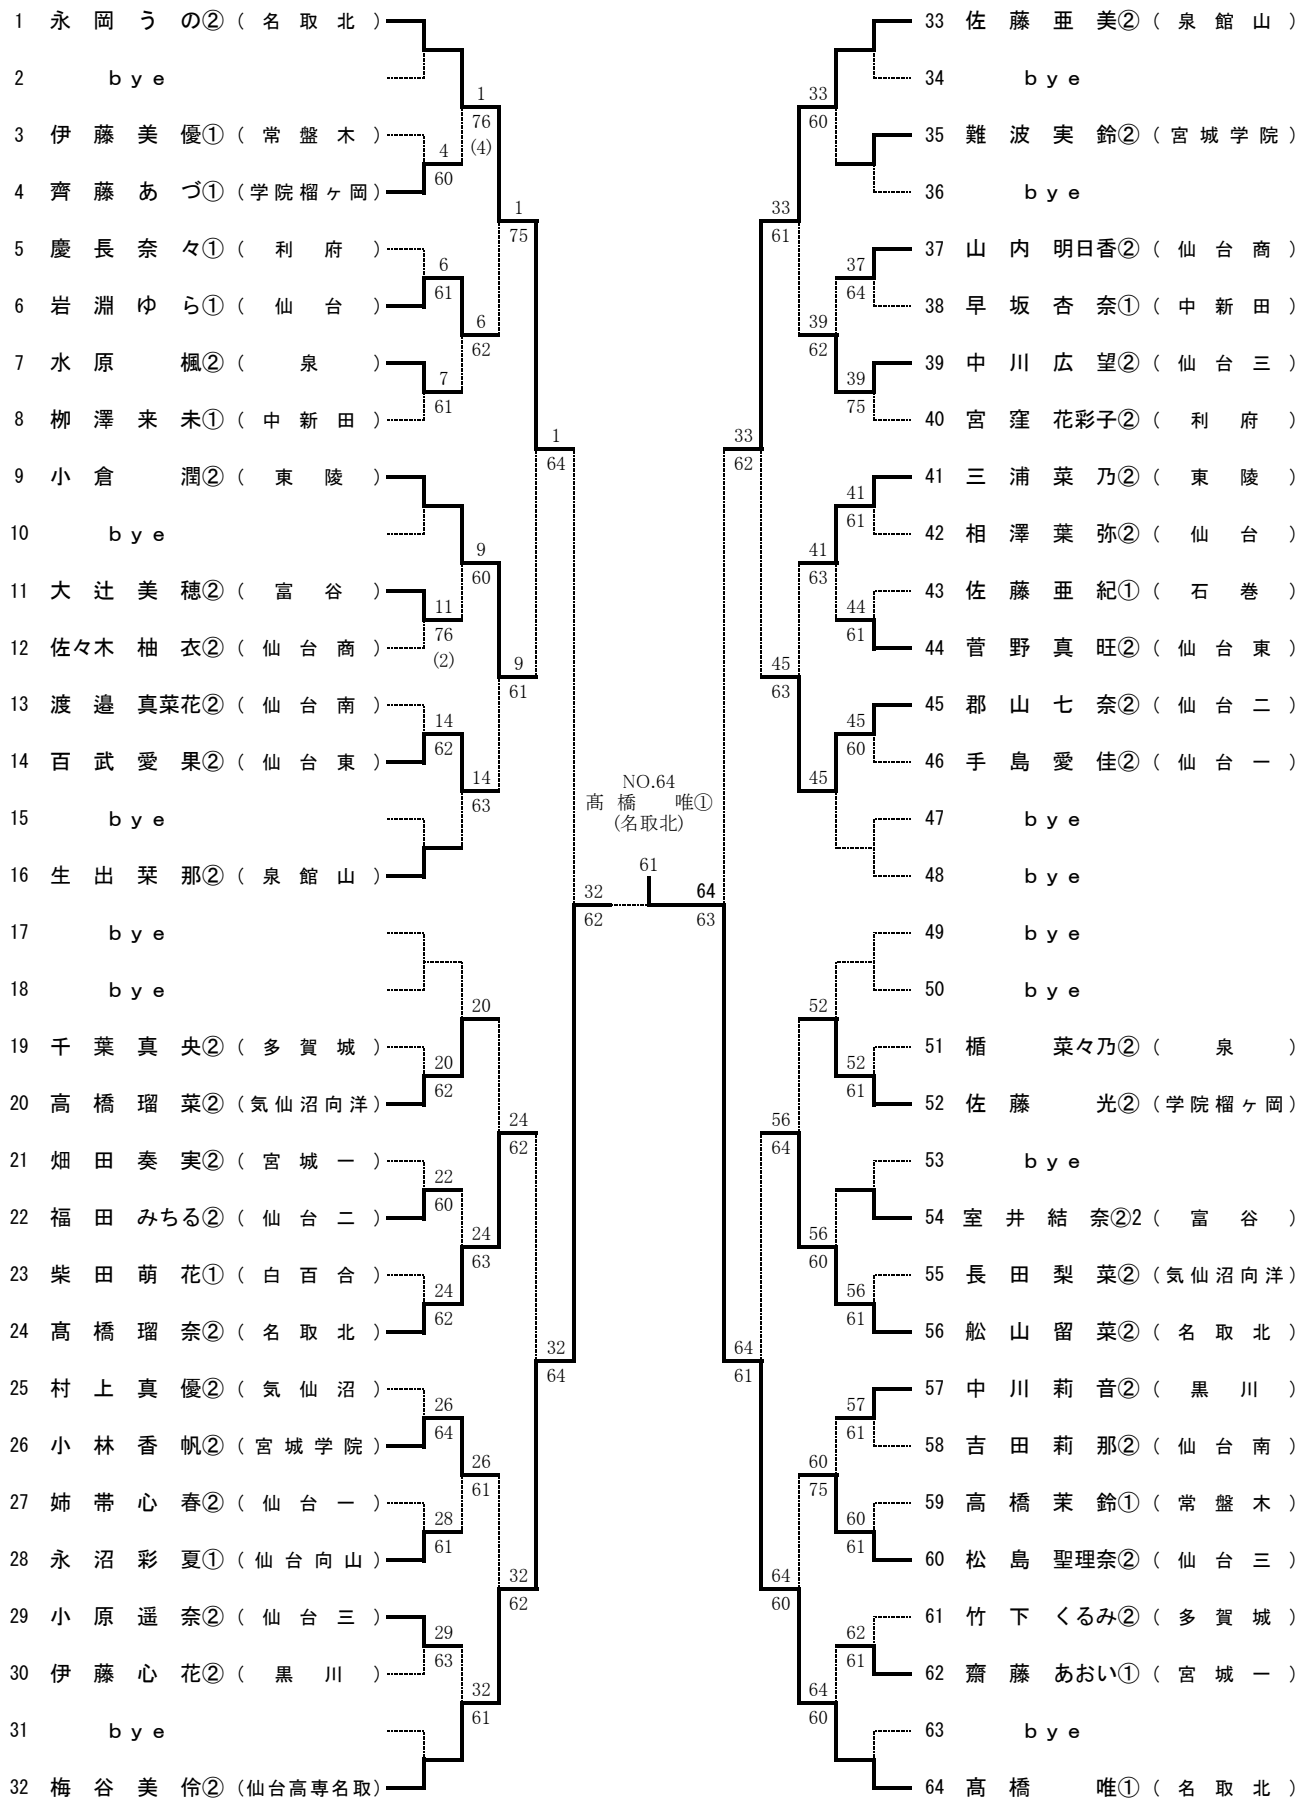 1 永岡うの②(名取北)
2 bye
3 伊藤美優①(常盤木)
4 齊藤あづ①(学院榴ヶ岡)
5 慶長奈々①(利府)
6 岩淵ゆら①(仙台)
7 水原楓②(泉)
8 栁澤来未①(中新田)
9 小倉潤②(東陵)
10 bye
11 大辻美穂②(富谷)
12 佐々木柚衣②(仙台商)
13 渡邉真菜花②(仙台南)
14 百武愛果②(仙台東)
15 bye
16 生出栞那②(泉館山)
17 bye
18 bye
19 千葉真央②(多賀城)
20 高橋瑠菜②(気仙沼向洋)
21 畑田奏実②(宮城一)
22 福田みちる②(仙台二)
23 柴田萌花①(白百合)
24 髙橋瑠奈②(名取北)
25 村上真優②(気仙沼)
26 小林香帆②(宮城学院)
27 姉帯心春②(仙台一)
28 永沼彩夏①(仙台向山)
29 小原遥奈②(仙台三)
30 伊藤心花②(黒川)
31 bye
32 梅谷美伶②(仙台高専名取)
4
60
6
61
7
61
11
76
(2)
14
62
20
62
22
60
24
62
26
64
28
61
29
63
1
76
(4)
6
62
9
60
14
63
20
24
63
26
61
32
61
1
75
9
61
24
62
32
62
1
64
32
64
32
62
NO.64
髙橋唯①
(名取北)
61
64
63
33
62
64
61
33
61
45
63
56
64
64
60
33
60
39
62
41
63
45
52
56
60
60
75
64
60
37
64
39
75
41
61
44
61
45
60
52
61
56
61
57
61
60
61
62
61
33 佐藤亜美②(泉館山)
34 bye
35 難波実鈴②(宮城学院)
36 bye
37 山内明日香②(仙台商)
38 早坂杏奈①(中新田)
39 中川広望②(仙台三)
40 宮窪花彩子②(利府)
41 三浦菜乃②(東陵)
42 相澤葉弥②(仙台)
43 佐藤亜紀①(石巻)
44 菅野真旺②(仙台東)
45 郡山七奈②(仙台二)
46 手島愛佳②(仙台一)
47 bye
48 bye
49 bye
50 bye
51 楯菜々乃②(泉)
52 佐藤光②(学院榴ヶ岡)
53 bye
54 室井結奈②2(富谷)
55 長田梨菜②(気仙沼向洋)
56 舩山留菜②(名取北)
57 中川莉音②(黒川)
58 吉田莉那②(仙台南)
59 高橋茉鈴①(常盤木)
60 松島聖理奈②(仙台三)
61 竹下くるみ②(多賀城)
62 齋藤あおい①(宮城一)
63 bye
64 髙橋唯①(名取北)